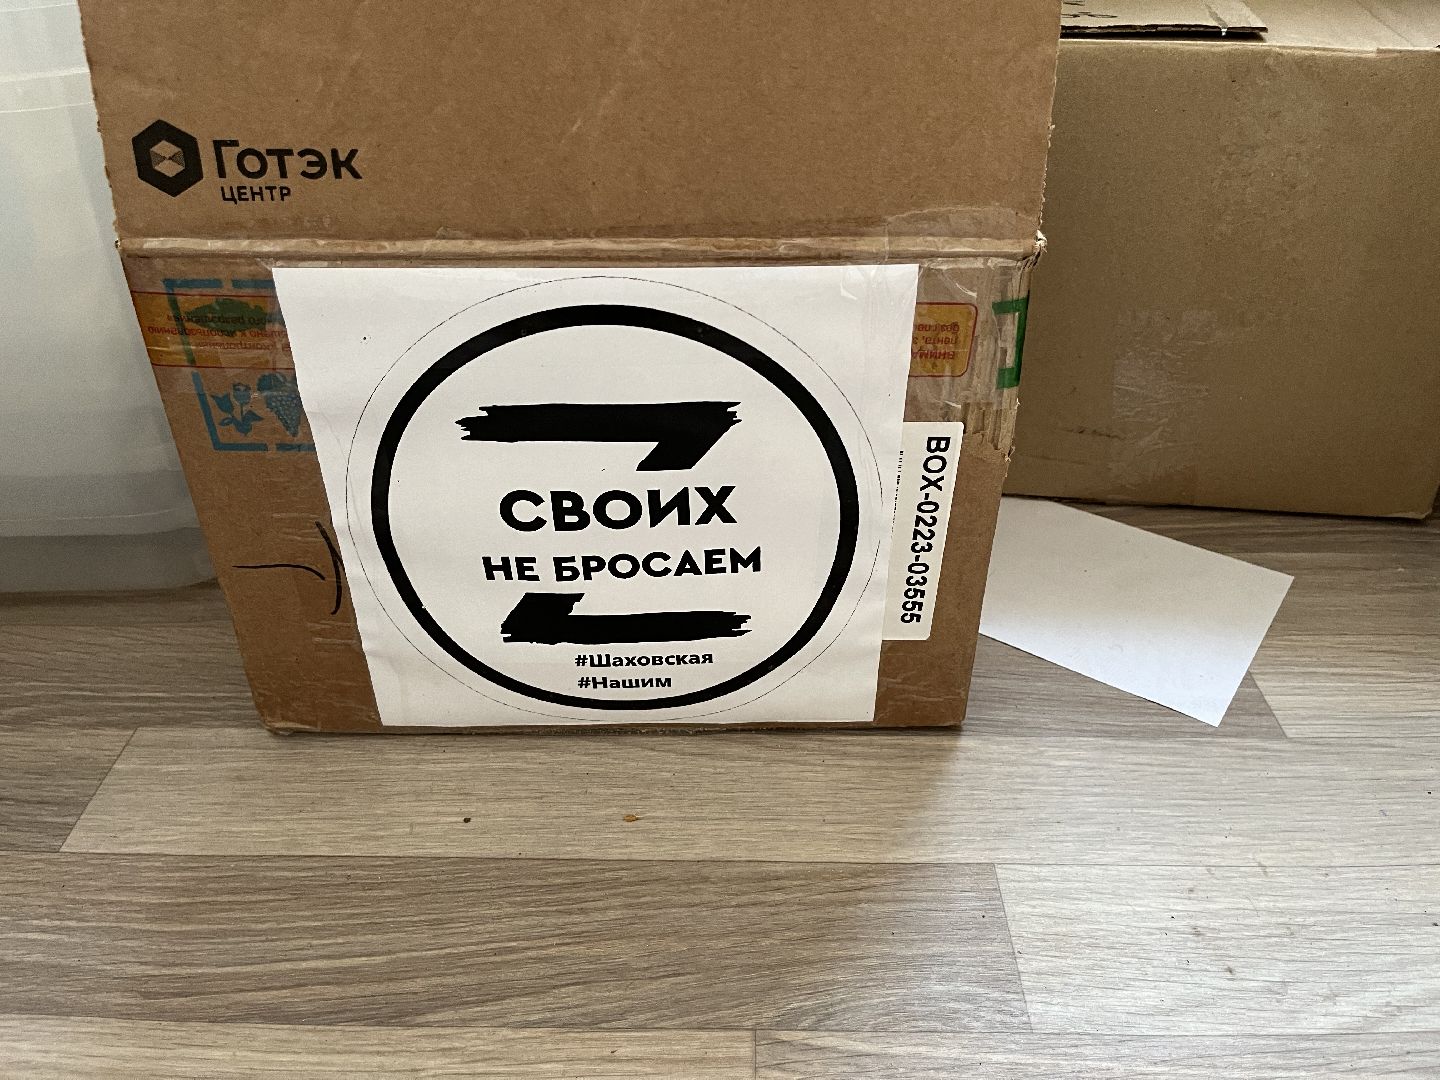 ГОТЭК
ЦЕНТР
СВОИХ
НЕ БРОСАЕМ
#Шаховская
#Нашим
BOX-0223-03555